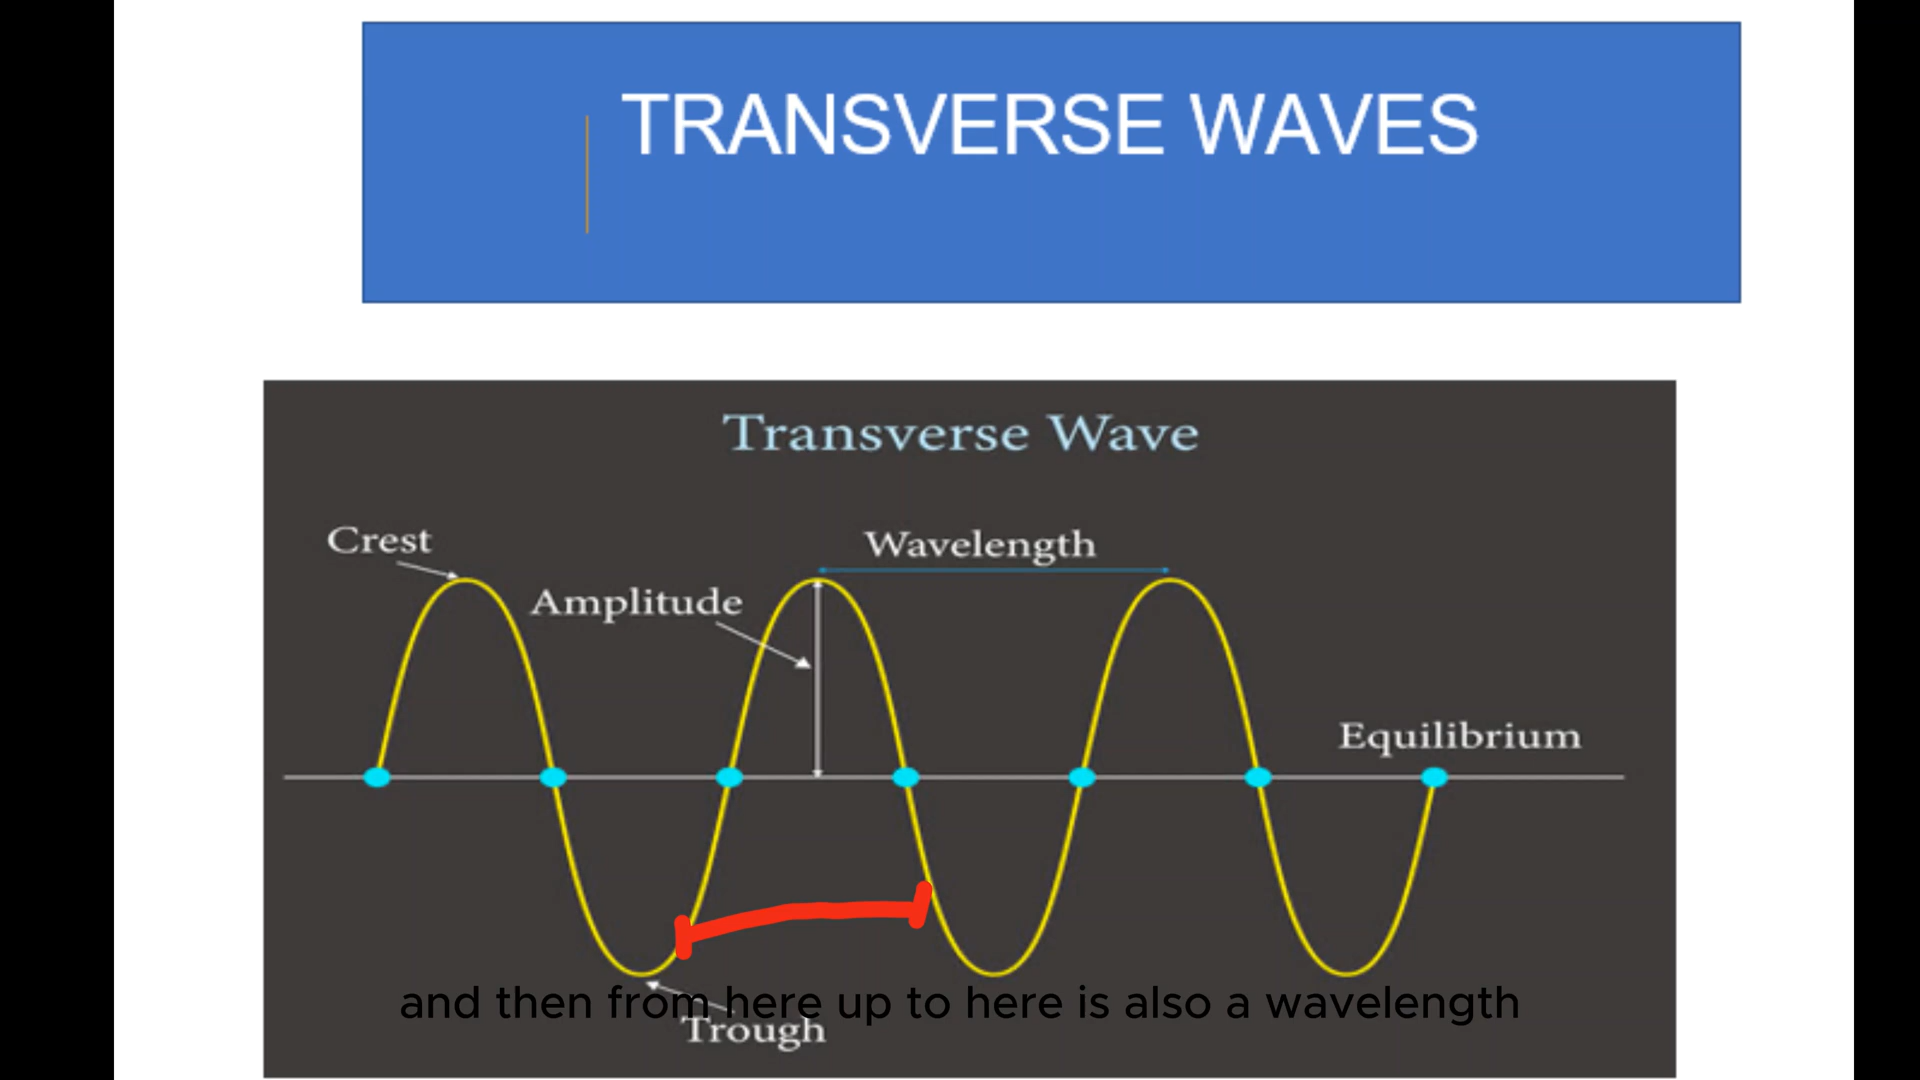 TRANSVERSE WAVES
Transverse Wave
Crest
Wavelength
Amplitude
Equilibrium
and then from here up to here is also a wavelength
Trough